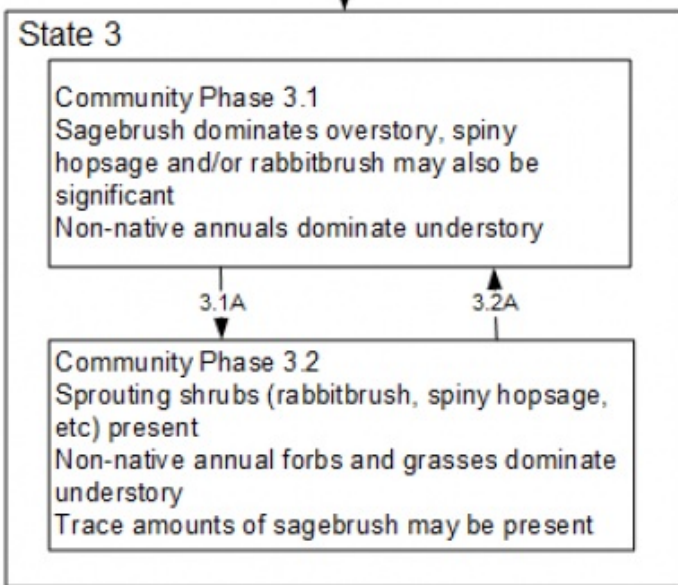 State 3
Community Phase 3.1
Sagebrush dominates overstory, spiny
hopsage and/or rabbitbrush may also be
significant
Non-native annuals dominate understory
3.1A
3.2A
Community Phase 3.2
Sprouting shrubs (rabbitbrush, spiny hopsage,
etc) present
Non-native annual forbs and grasses dominate
understory
Trace amounts of sagebrush may be present